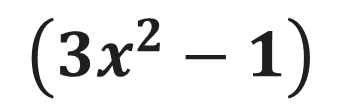 (3x² − 1)